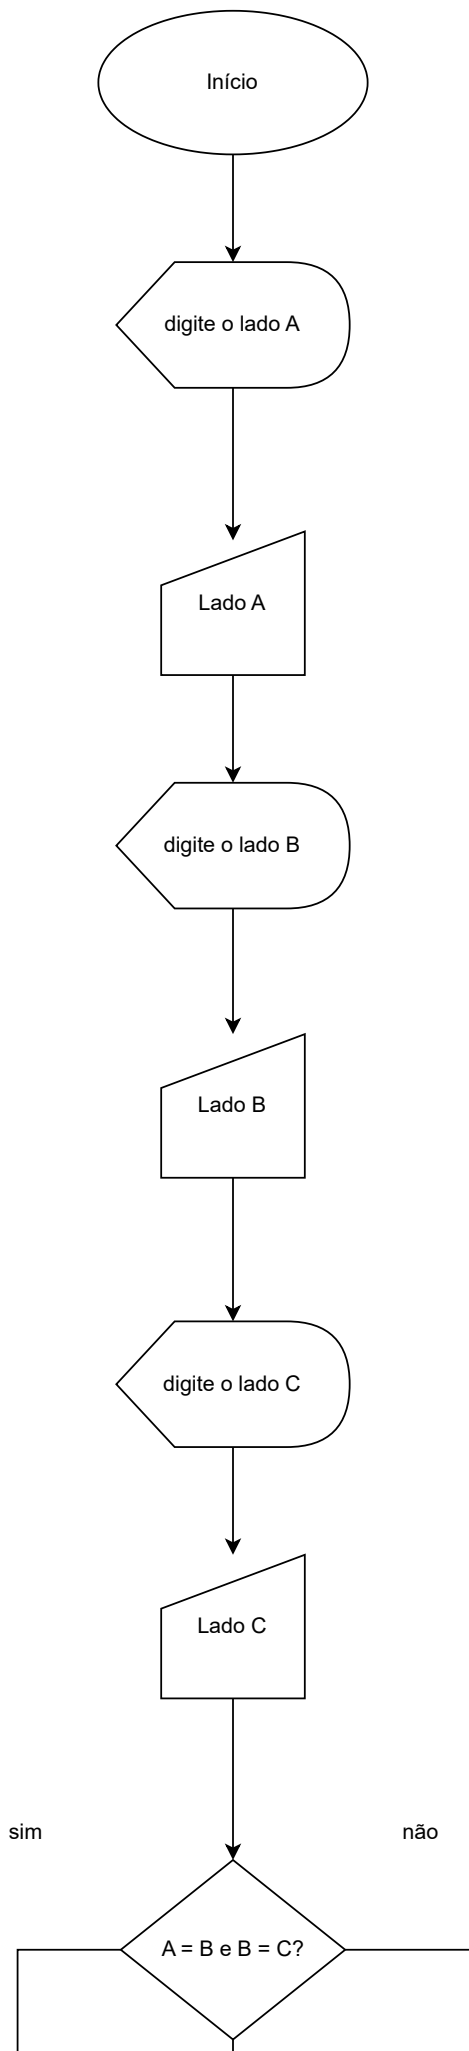 Início
digite o lado A
Lado A
digite o lado B
Lado B
digite o lado C
Lado C
sim
não
A = B e B = C?